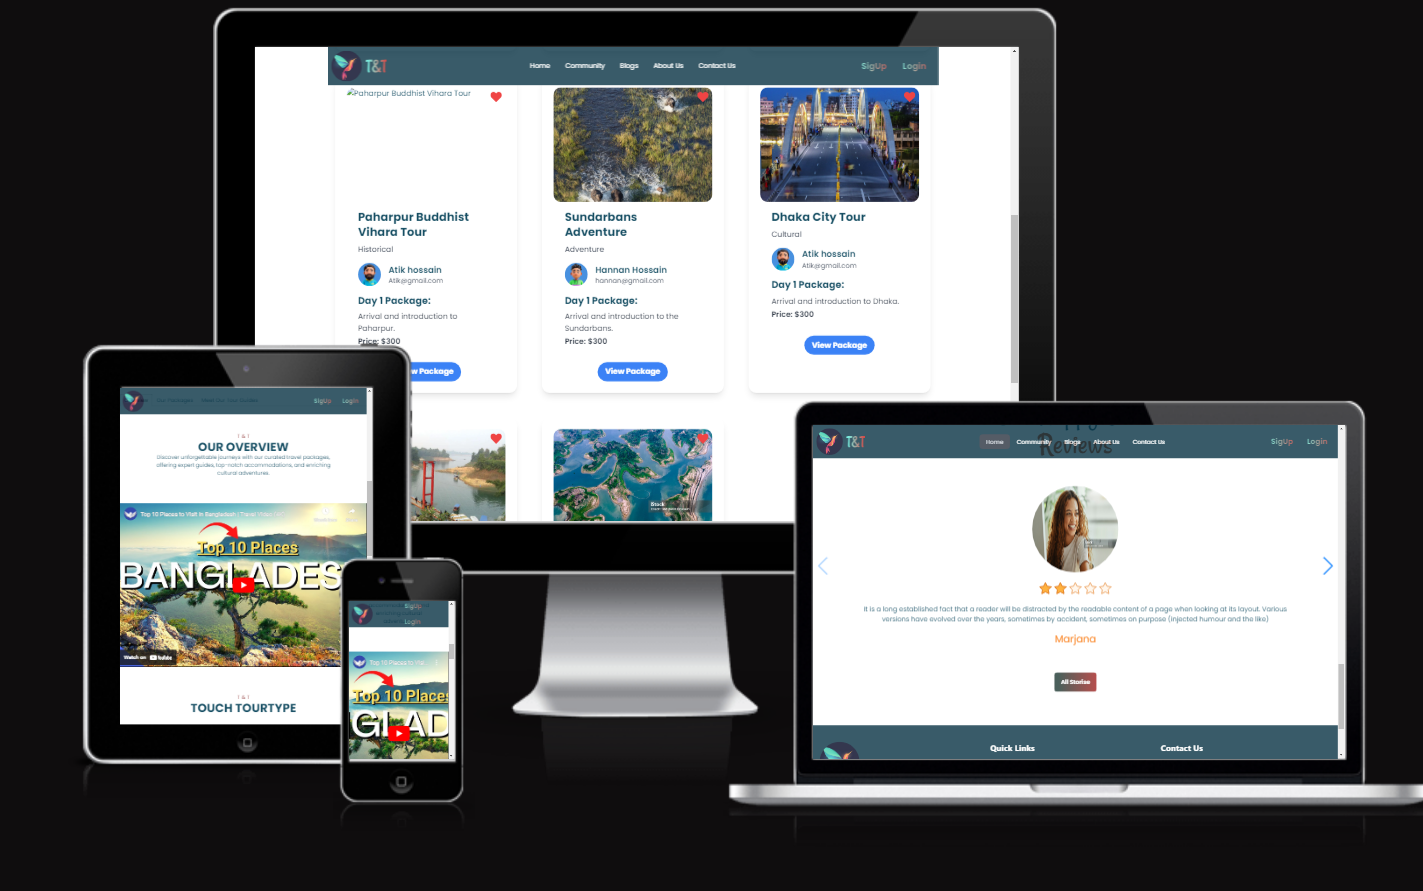 T&T
Home Community Blogs About Us Contact Us
SigUp Login
Paharpur Buddhist Vihara Tour
Paharpur Buddhist
Vihara Tour
Historical
Atik hossain
Atik@gmail.com
Day 1 Package:
Arrival and introduction to
Paharpur.
Price: $300
w Package
Sundarbans
Adventure
Adventure
Hannan Hossain
hannan@gmail.com
Day 1 Package:
Arrival and introduction to the
Sundarbans.
Price: $300
View Package
Dhaka City Tour
Cultural
Atik hossain
Atik@gmail.com
Day 1 Package:
Arrival and introduction to Dhaka.
Price: $300
View Package
SigUp Login
T & T
OUR OVERVIEW
Discover unforgettable journeys with our curated travel packages,
offering expert guides, top-notch accommodations, and enriching
cultural adventures.
Top 10 Places to Visit in Bangladesh | Travel Video
Top 10 Places
BANGLADES
Watch on YouTube
T & T
TOUCH TOURTYPE
SigUp
Login
Top 10 Places to Visi
Top 10 Places
GLAD
T&T
Home Community Blogs About Us Contact Us
SigUp Login
Reviews
It is a long established fact that a reader will be distracted by the readable content of a page when looking at its layout. Various
versions have evolved over the years, sometimes by accident, sometimes on purpose (injected humour and the like)
Marjana
All Storise
Quick Links
Contact Us